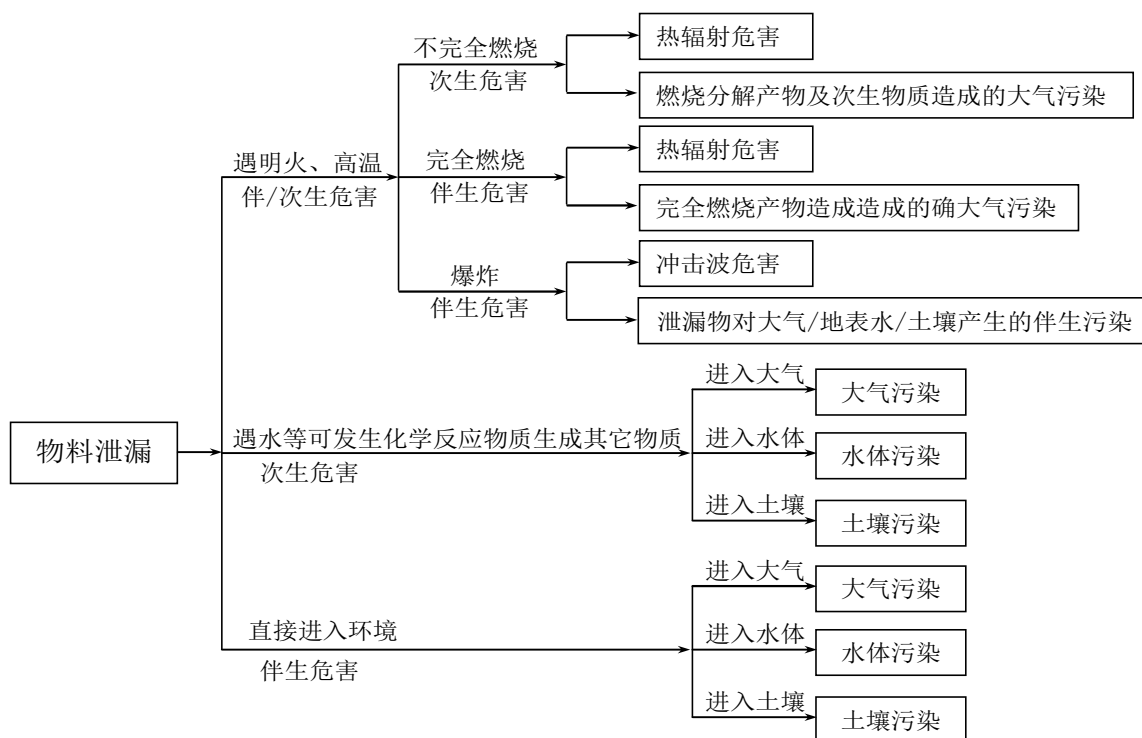 不完全燃烧
次生危害
热辐射危害
燃烧分解产物及次生物质造成的大气污染
遇明火、高温
伴/次生危害
完全燃烧
伴生危害
热辐射危害
完全燃烧产物造成造成的确大气污染
爆炸
伴生危害
冲击波危害
泄漏物对大气/地表水/土壤产生的伴生污染
物料泄漏
遇水等可发生化学反应物质生成其它物质
次生危害
进入大气
大气污染
进入水体
水体污染
进入土壤
土壤污染
直接进入环境
伴生危害
进入大气
大气污染
进入水体
水体污染
进入土壤
土壤污染